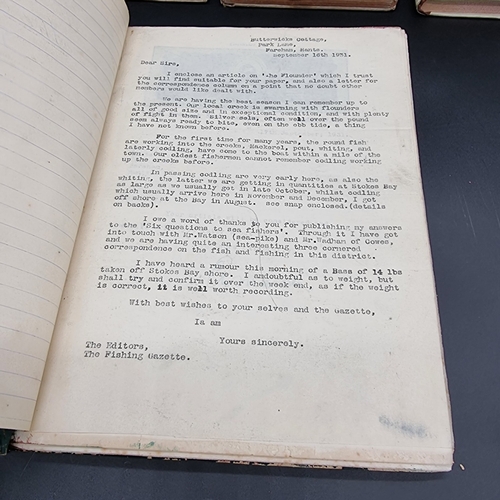 Buttersicke Cottage,
Park Lane,
Fareham, Hants.
September 18th 1951.
Dear Sirs,
I enclose an article on 'the Flounder' which I trust
you will find suitable for your paper, and also a letter for
the correspondence column on a point that no doubt other
members would like dealt with.
We are having the best season I can remember up to
the present. Our local creek is swarming with flounders
all of good size and in exceptional condition, and with plenty
of fight in them. Silver eels, often well over the pound
seem always ready to bite, even on the ebb tide, a thing
I have not known before.
For the first time for many years, the round fish
are working into the creeks, Mackerel, pout, whiting, and
latterly codling, have come to the boat within a mile of the
town. Our eldest fishermen cannot remember codling working
up the creeks before.
In passing codling are very early here, as also the
whiting, the latter we are getting in quantities at Stokes Bay
as large as we usually get in late October, whilst codling
which usually arrive here in November and December, I got
off shore at the Bay in August. see snap enclosed.(details
on backs).
I owe a word of thanks to you for publishing my answers
to the 'Six questions to sea fishers'. Through it I have got
into touch with Mr.Watson (sea-pike) and Mr.Wadham of Cowes,
and we are having quite an interesting three cornered
correspondence on the fish and fishing in this district.
I have heard a rumour this morning of a Bass of 14 lbs
taken off Stokes Bay shore. I amdoubtful as to weight, but
shall try and confirm it over the week end, as if the weight
is correct, it is well worth recording.
With best wishes to your selves and the Gazette,
Ia am
Yours sincerely.
The Editors,
The Fishing Gazette.